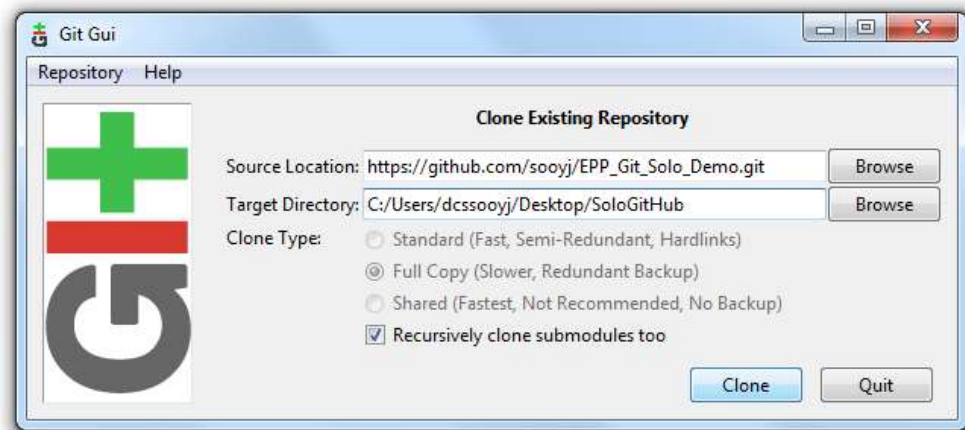 Git Gui
Repository Help
GIT
Clone Existing Repository
Source Location: https://github.com/sooyj/EPP_Git_Solo_Demo.git Browse
Target Directory: C:/Users/dcssooyj/Desktop/SoloGitHub Browse
Clone Type: Standard (Fast, Semi-Redundant, Hardlinks)
Full Copy (Slower, Redundant Backup)
Shared (Fastest, Not Recommended, No Backup)
Recursively clone submodules too
Clone Quit